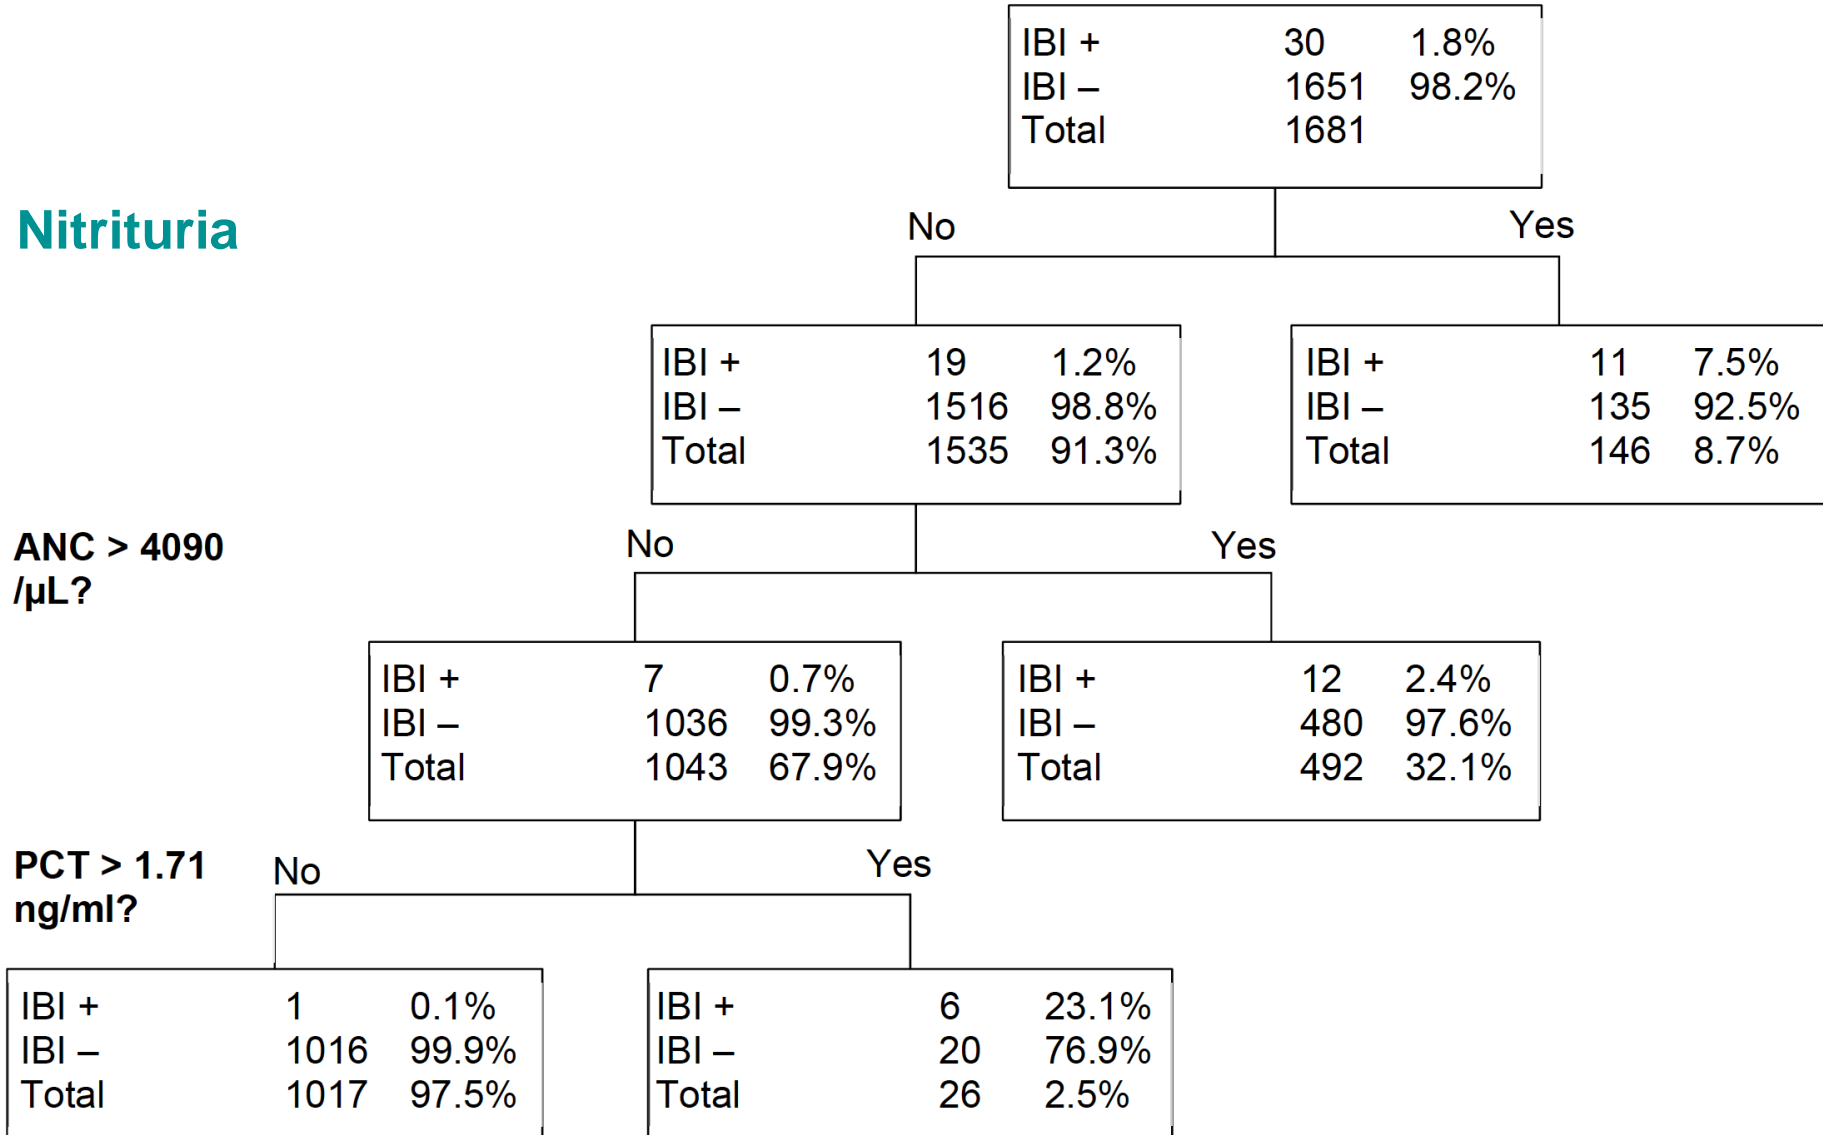 IBI + 30 1.8%
IBI – 1651 98.2%
Total 1681
Nitrituria
No
Yes
IBI + 19 1.2%
IBI – 1516 98.8%
Total 1535 91.3%
IBI + 11 7.5%
IBI – 135 92.5%
Total 146 8.7%
ANC > 4090
/µL?
No
Yes
IBI + 7 0.7%
IBI – 1036 99.3%
Total 1043 67.9%
IBI + 12 2.4%
IBI – 480 97.6%
Total 492 32.1%
PCT > 1.71
ng/ml?
No
Yes
IBI + 1 0.1%
IBI – 1016 99.9%
Total 1017 97.5%
IBI + 6 23.1%
IBI – 20 76.9%
Total 26 2.5%